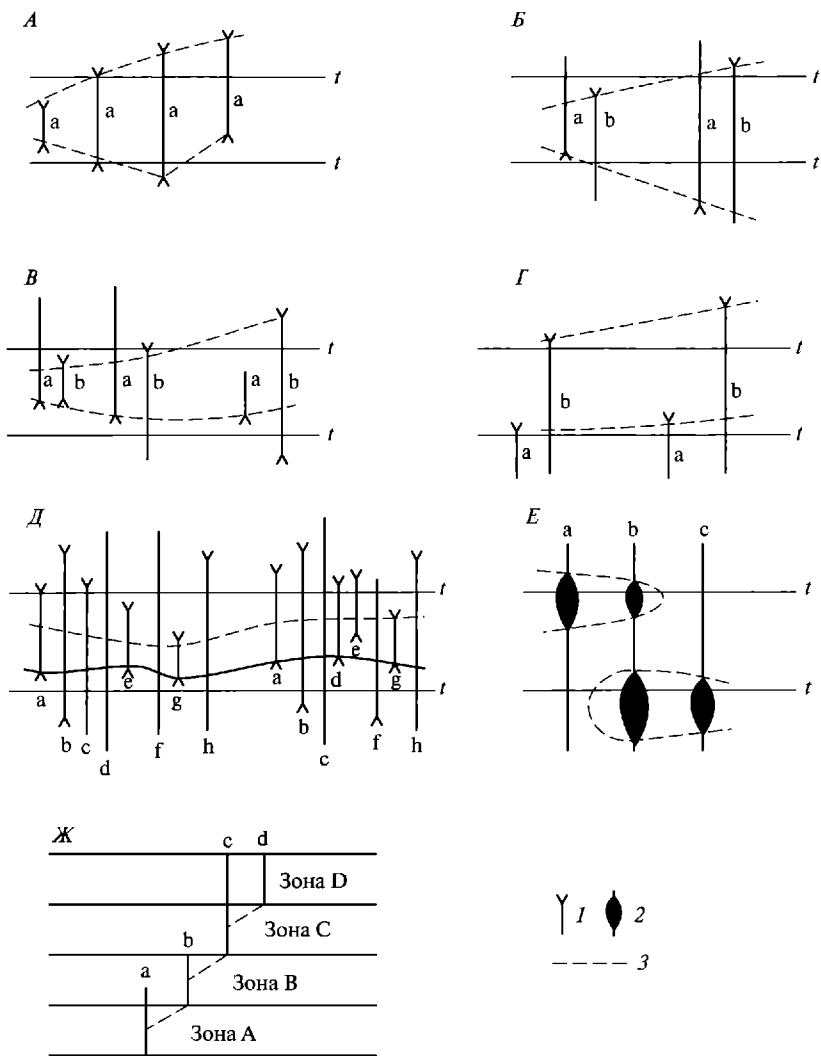 А
t
a a a a
t
Б
t
a b a b
t
В
t
a b a b a b
t
Г
t
b b
t
a a
Д
t
e
a e g a d g
t
b c f h b f h
d c
Е
a b c
t
t
Ж
c d
Зона D
Зона C
b
a
Зона B
Зона A
1 2
3